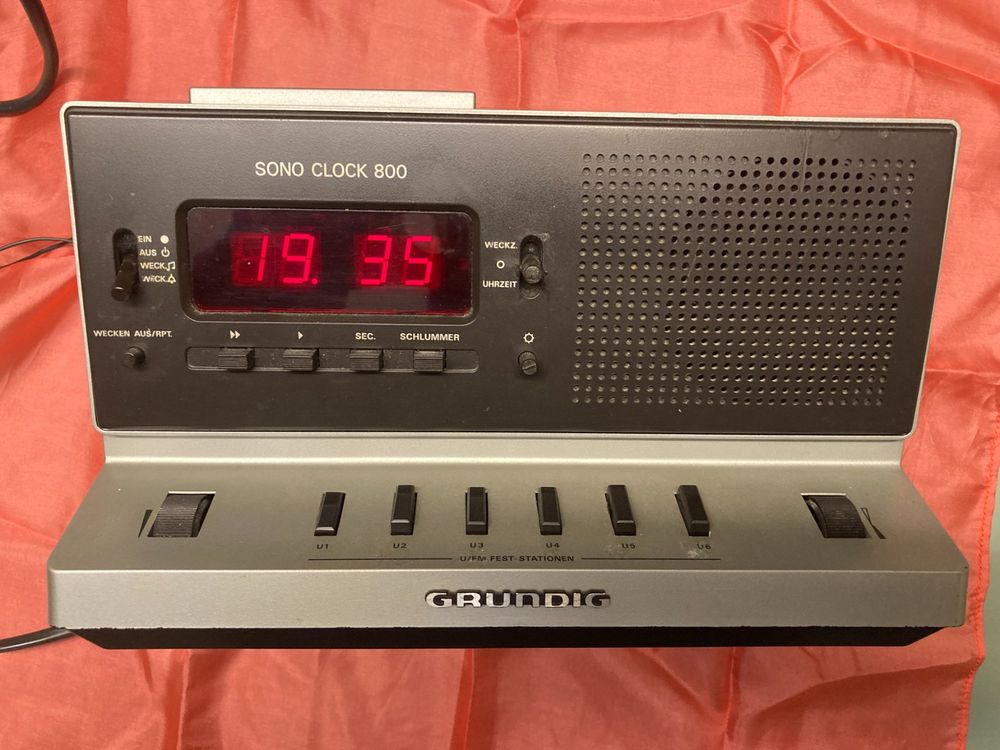 SONO CLOCK 800
EIN
AUS
WECK.
WECK.
19. 35
WECKZ.
UHRZEIT
WECKEN AUS/RPT.
SEC.
SCHLUMMER
U1
U2
U3
U4
U5
U6
U/FM FEST-STATIONEN
GRUNDIG